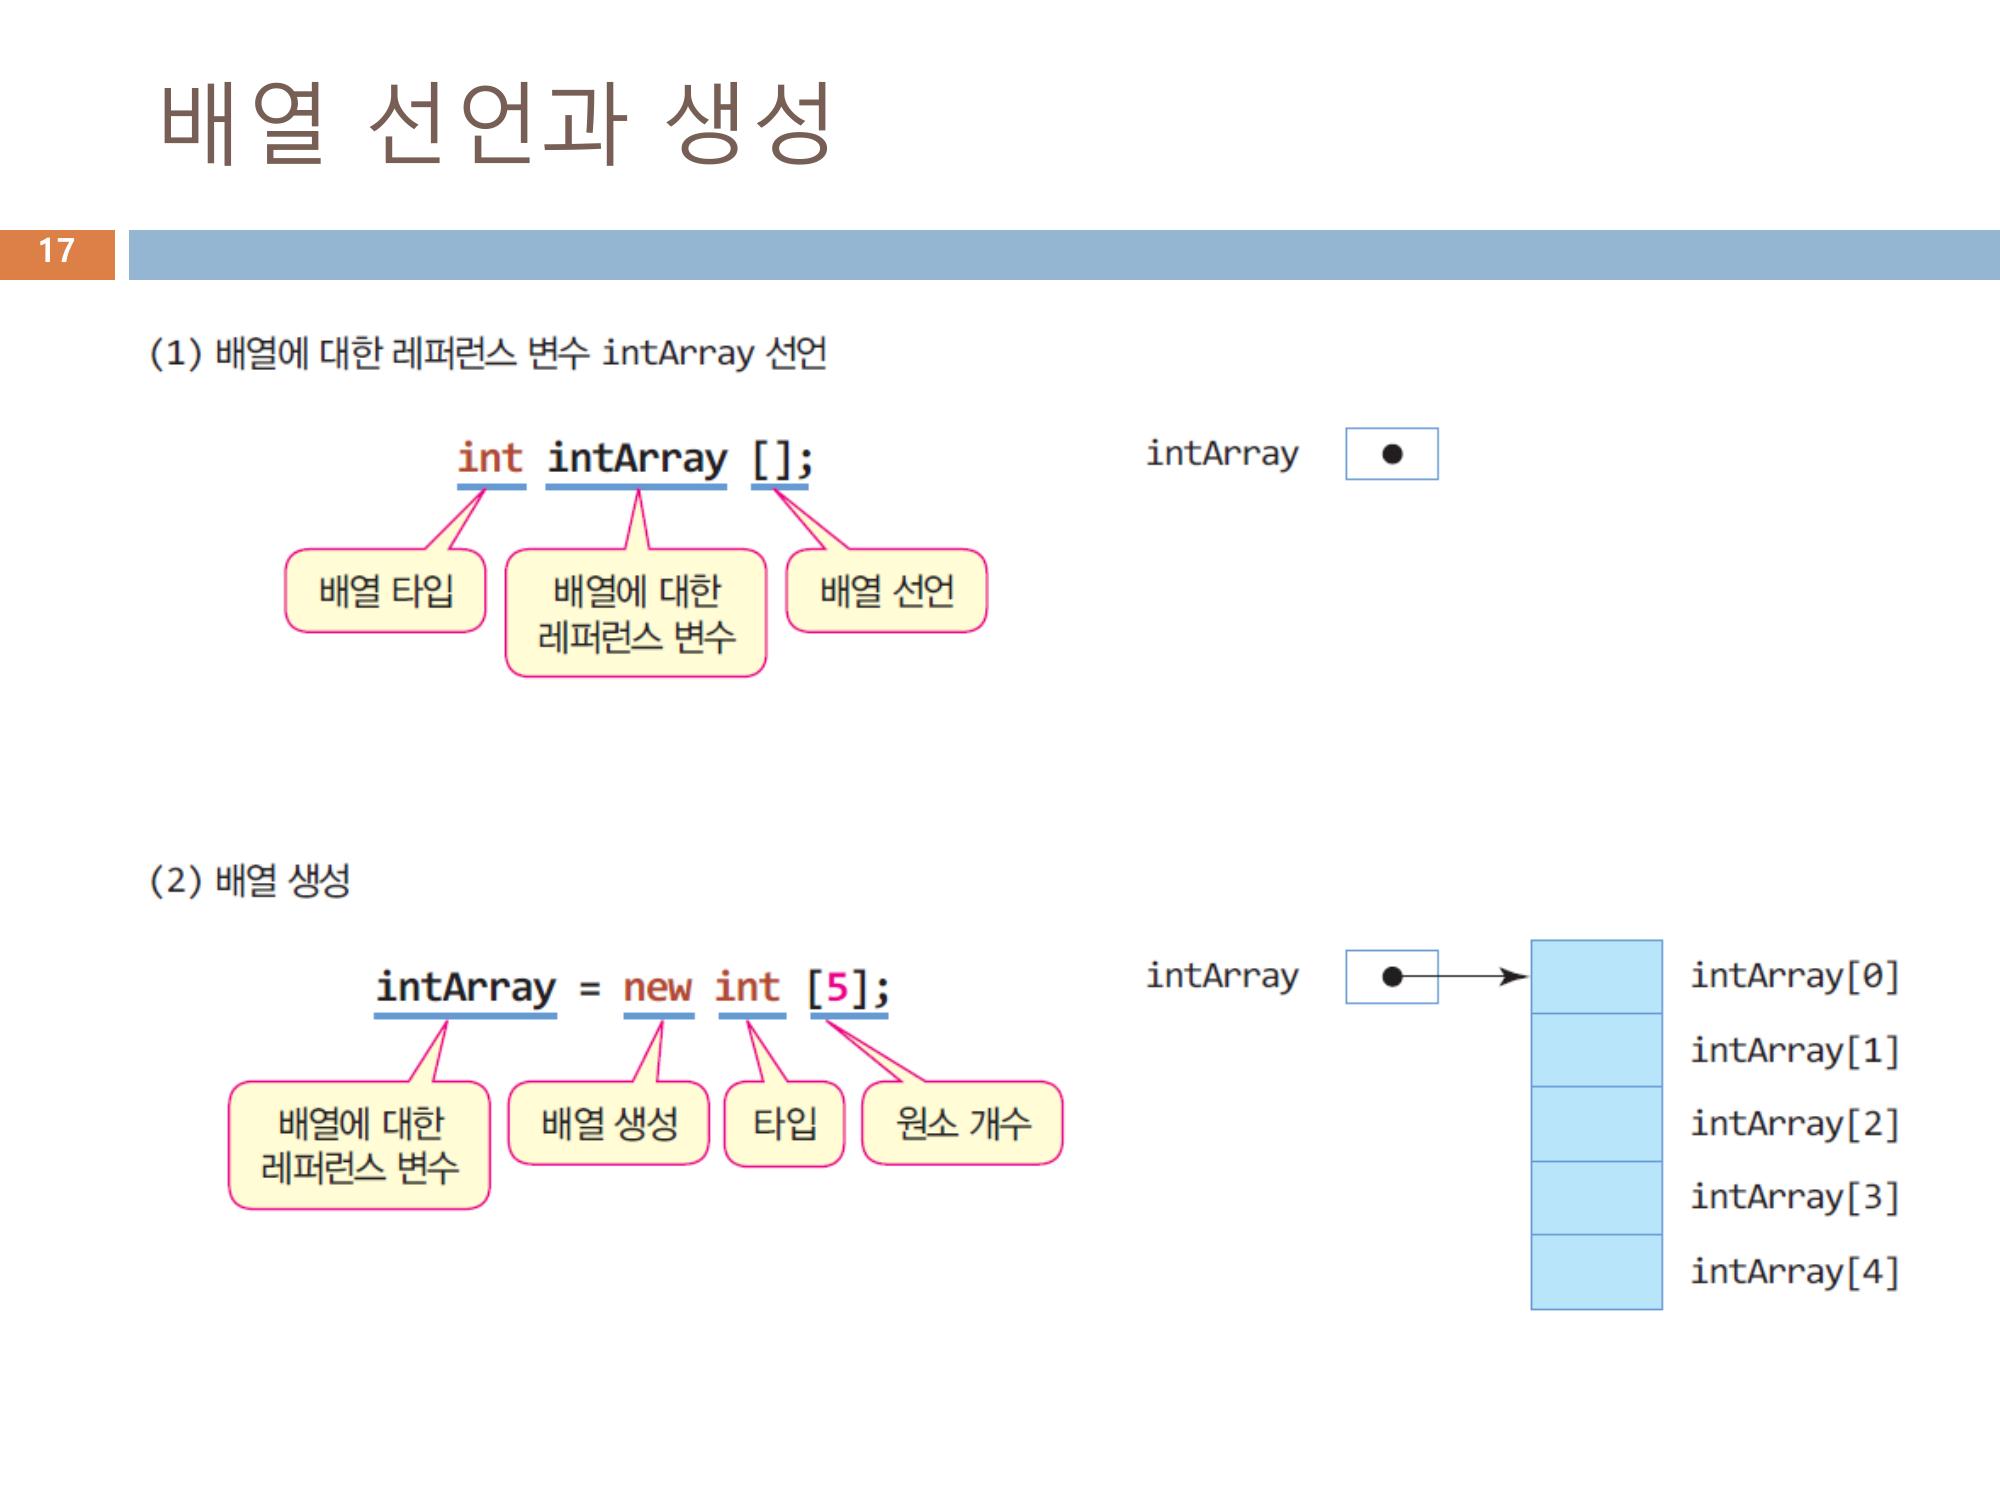 배열 선언과 생성
17
(1) 배열에 대한 레퍼런스 변수 intArray 선언
int intArray [];
배열 타입
배열에 대한
레퍼런스 변수
배열 선언
intArray
(2) 배열 생성
intArray = new int [5];
배열에 대한
레퍼런스 변수
배열 생성
타입
원소 개수
intArray
intArray[0]
intArray[1]
intArray[2]
intArray[3]
intArray[4]